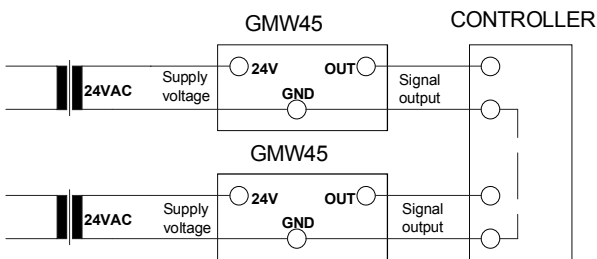 GMW45
CONTROLLER
24V
OUT
GND
24VAC
Supply
voltage
Signal
output
GMW45
24V
OUT
GND
24VAC
Supply
voltage
Signal
output